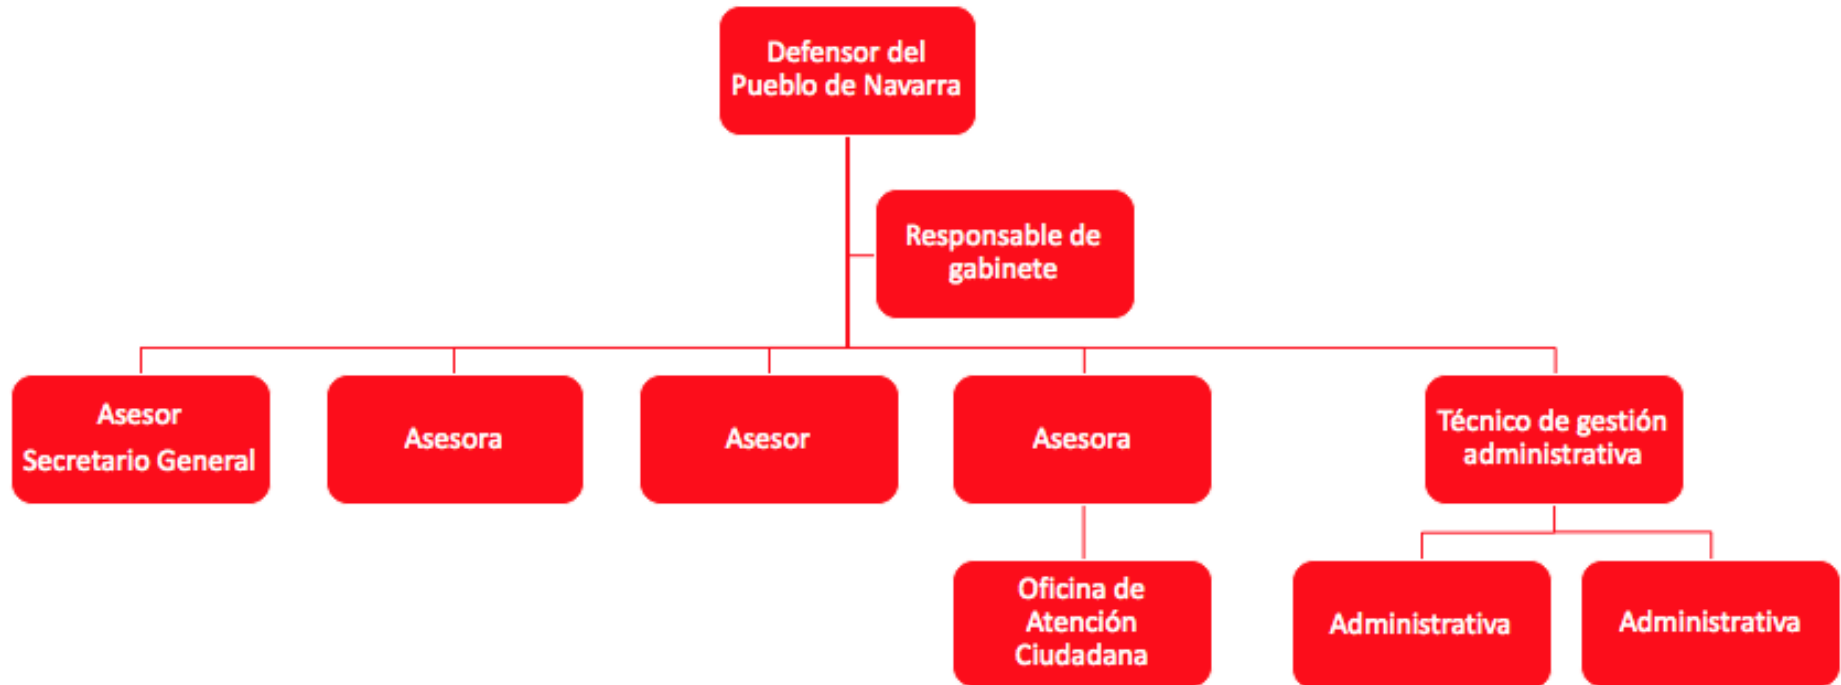 Defensor del
Pueblo de Navarra
Responsable de
gabinete
Asesor
Secretario General
Asesora
Asesor
Asesora
Técnico de gestión
administrativa
Oficina de
Atención
Ciudadana
Administrativa
Administrativa